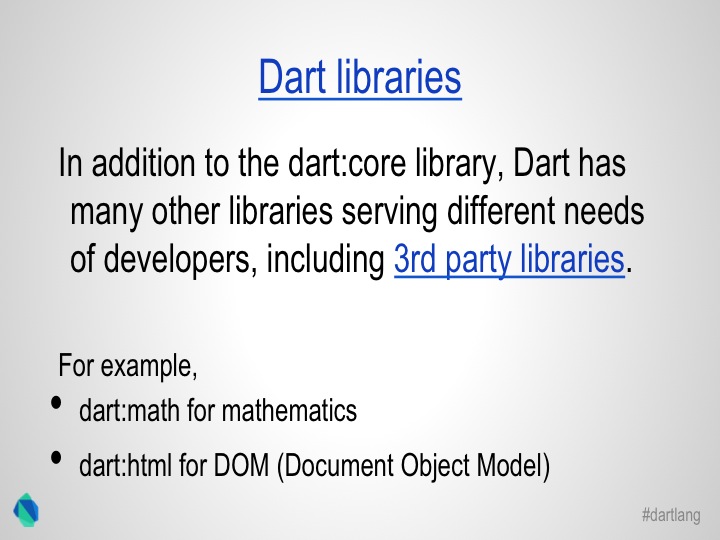 Dart libraries
In addition to the dart:core library, Dart has
many other libraries serving different needs
of developers, including 3rd party libraries.
For example,
• dart:math for mathematics
• dart:html for DOM (Document Object Model)
#dartlang